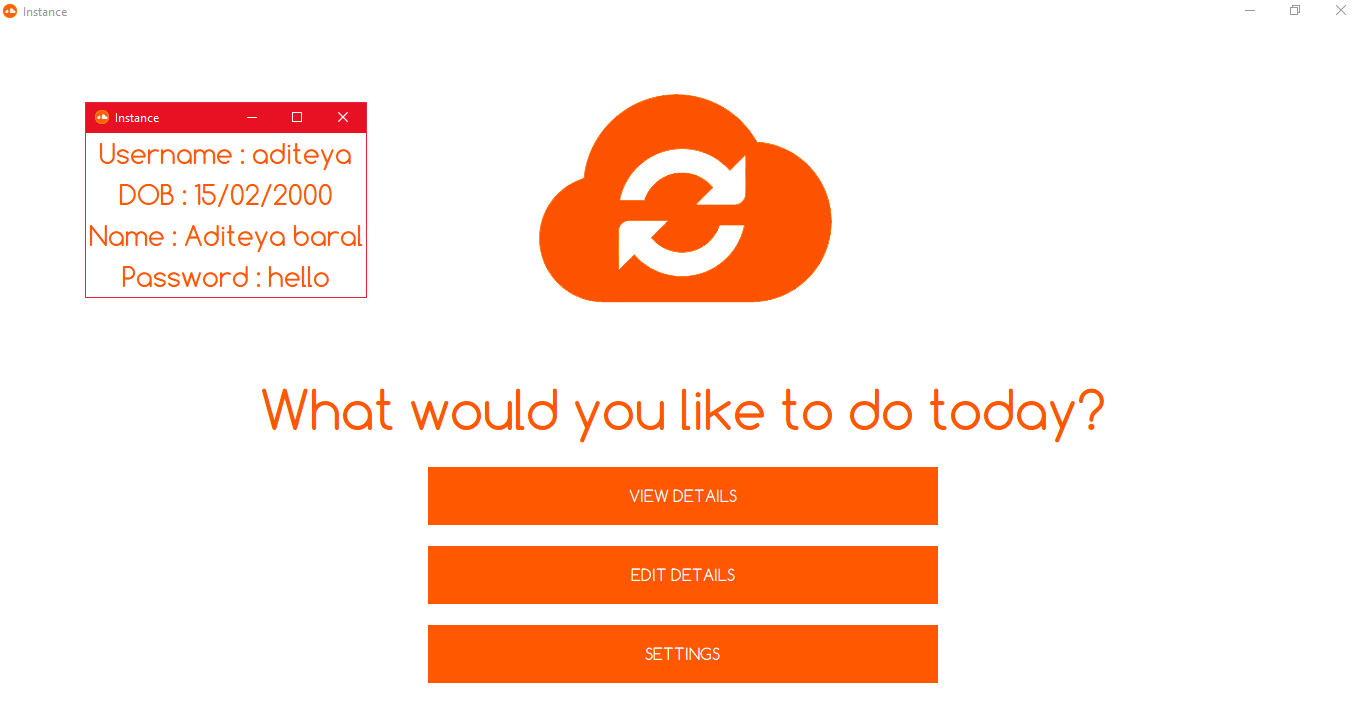 Instance
Instance
Username : aditeya
DOB : 15/02/2000
Name : Aditeya baral
Password : hello
What would you like to do today?
VIEW DETAILS
EDIT DETAILS
SETTINGS